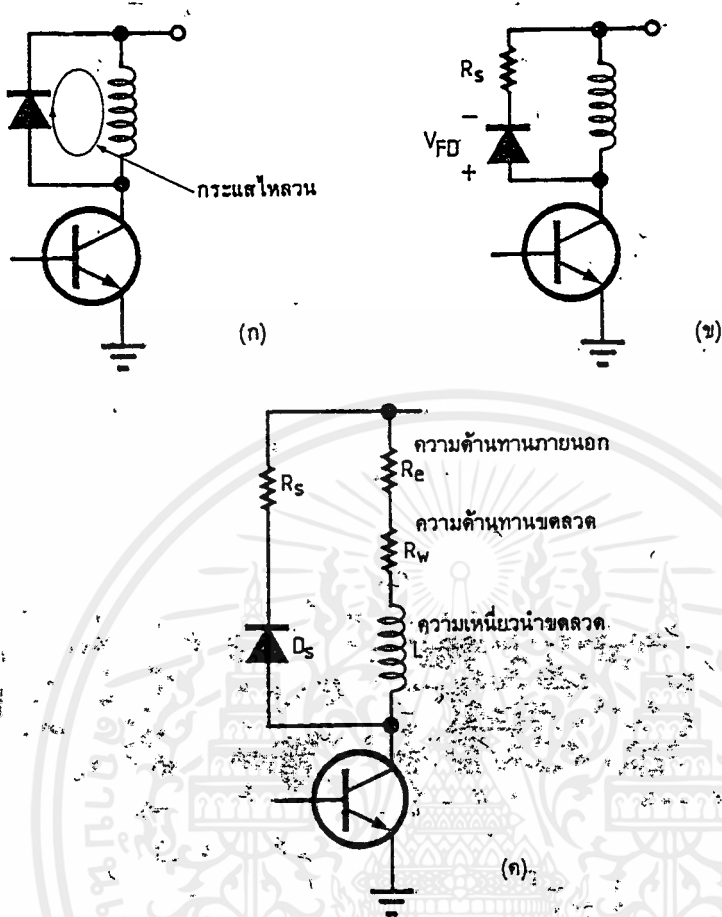 กระแสไหลวน
(ก)
Rs
−
VFD
+
(ข)
Rs
ความต้านทานภายนอก
Re
ความต้านทานขดลวด
Rw
ความเหนี่ยวนำขดลวด
L
Ds
(ค)